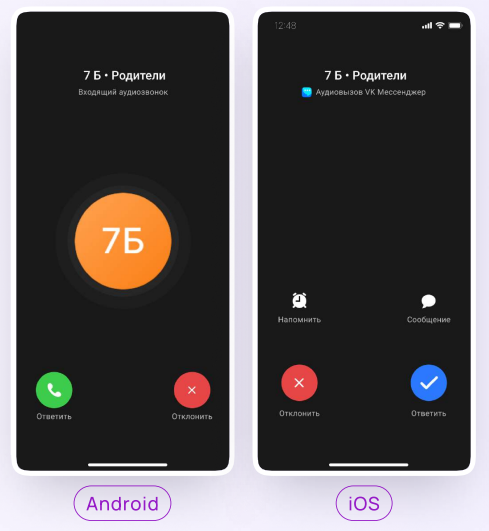 7 Б • Родители
Входящий аудиозвонок
7Б
Ответить
Отклонить
Android
12:48
7 Б • Родители
Аудиовызов VK Мессенджер
Напомнить
Сообщение
Отклонить
Ответить
iOS